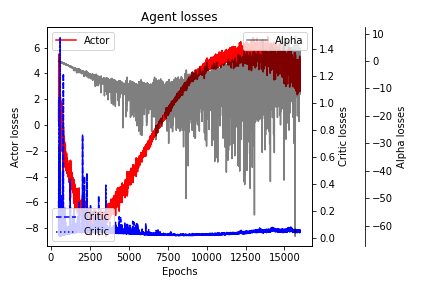 Agent losses
Actor
Alpha
6
4
2
0
−2
−4
−6
−8
Actor losses
1.4
1.2
1.0
0.8
0.6
0.4
0.2
0.0
Critic losses
10
0
−10
−20
−30
−40
−50
−60
Alpha losses
Critic
Critic
0 2500 5000 7500 10000 12500 15000
Epochs